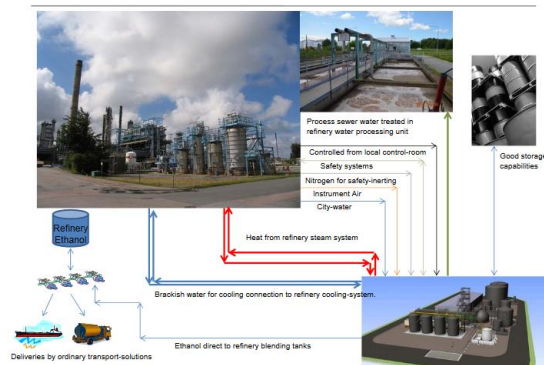 Process sewer water treated in
refinery water processing unit
Controlled from local control-room
Safety systems
Nitrogen for safety-inerting
Instrument Air
City-water
Good storage
capabilities
Refinery
Ethanol
Heat from refinery steam system
Brackish water for cooling connection to refinery cooling-system.
Ethanol direct to refinery blending tanks
Deliveries by ordinary transport-solutions